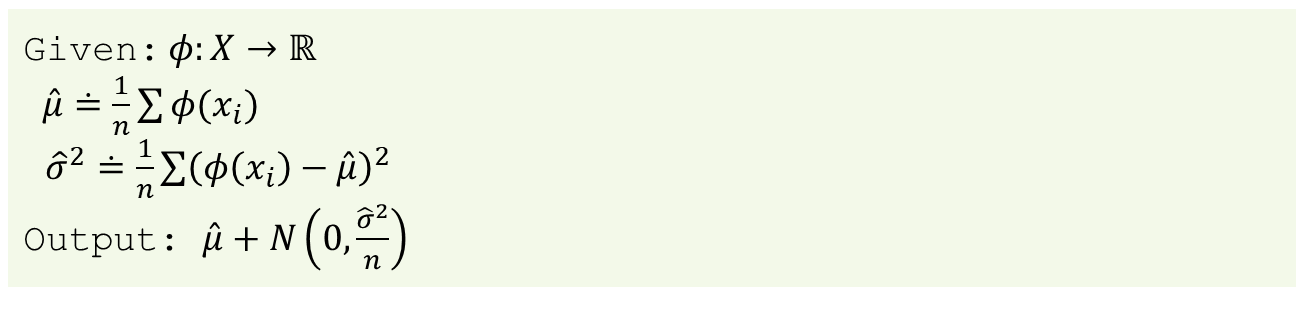 Given: ϕ: X → ℝ
μ̂ ≐ 1/n ∑ ϕ(xᵢ)
σ̂² ≐ 1/n ∑(ϕ(xᵢ) − μ̂)²
Output: μ̂ + N(0, σ̂²/n)